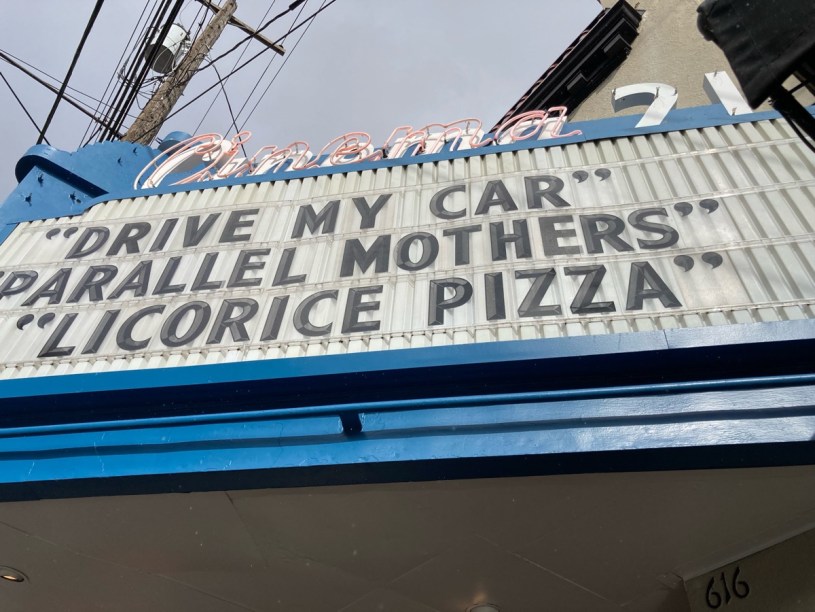 Cinema 21
“DRIVE MY CAR”
“PARALLEL MOTHERS”
“LICORICE PIZZA”
616